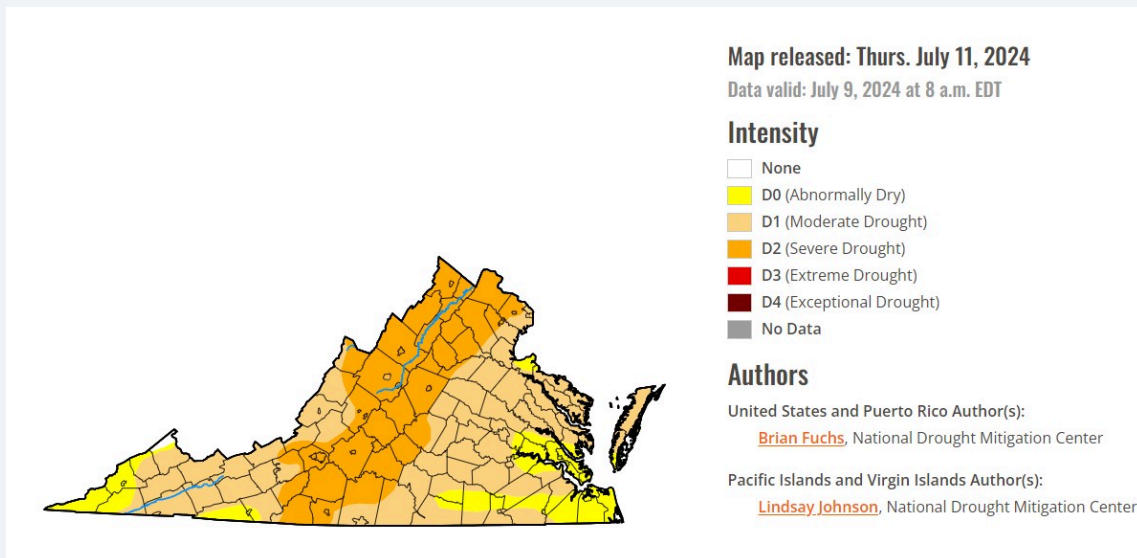 Map released: Thurs. July 11, 2024
Data valid: July 9, 2024 at 8 a.m. EDT
Intensity
None
D0 (Abnormally Dry)
D1 (Moderate Drought)
D2 (Severe Drought)
D3 (Extreme Drought)
D4 (Exceptional Drought)
No Data
Authors
United States and Puerto Rico Author(s):
Brian Fuchs, National Drought Mitigation Center
Pacific Islands and Virgin Islands Author(s):
Lindsay Johnson, National Drought Mitigation Center